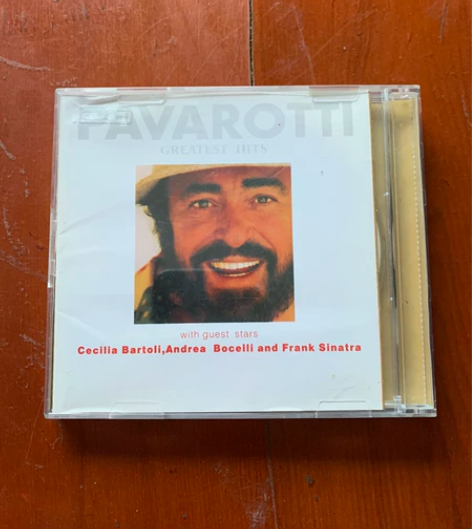 PAVAROTTI
GREATEST HITS
with guest stars
Cecilia Bartoli,Andrea Bocelli and Frank Sinatra